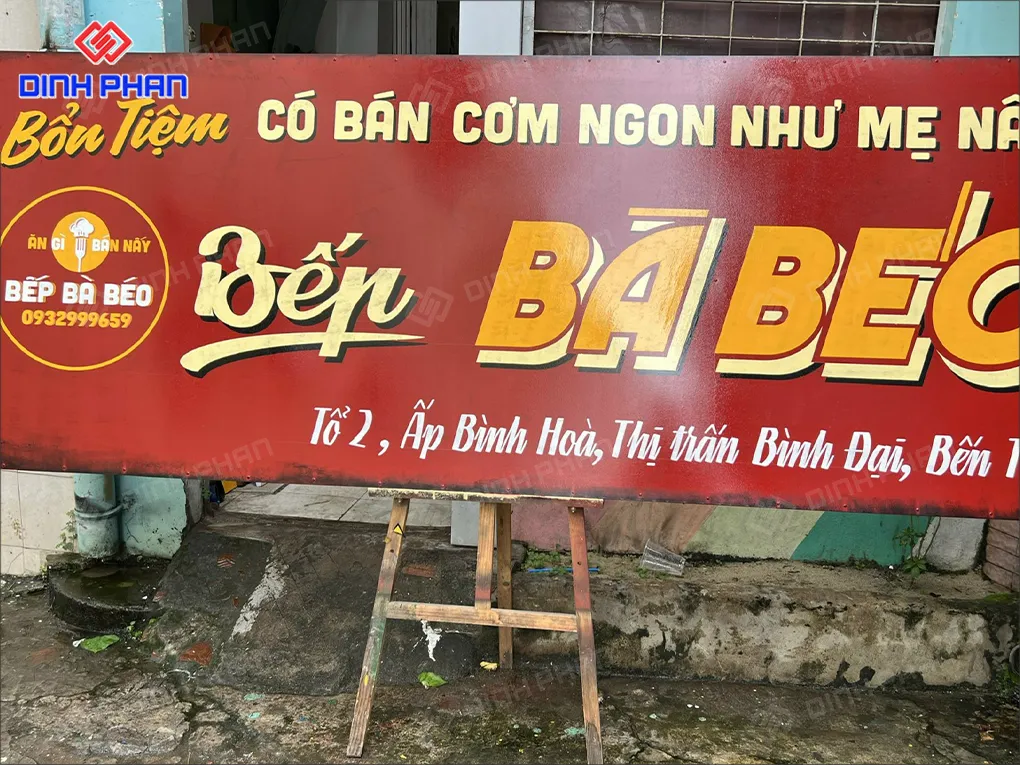 DINH PHAN
Bổn Tiệm CÓ BÁN CƠM NGON NHƯ MẸ NÂ
ĂN GÌ BÁN NẤY
BẾP BÀ BÉO
0932999659
Bếp BÀ BÉO
Tổ 2, Ấp Bình Hoà, Thị trấn Bình Đại, Bến T